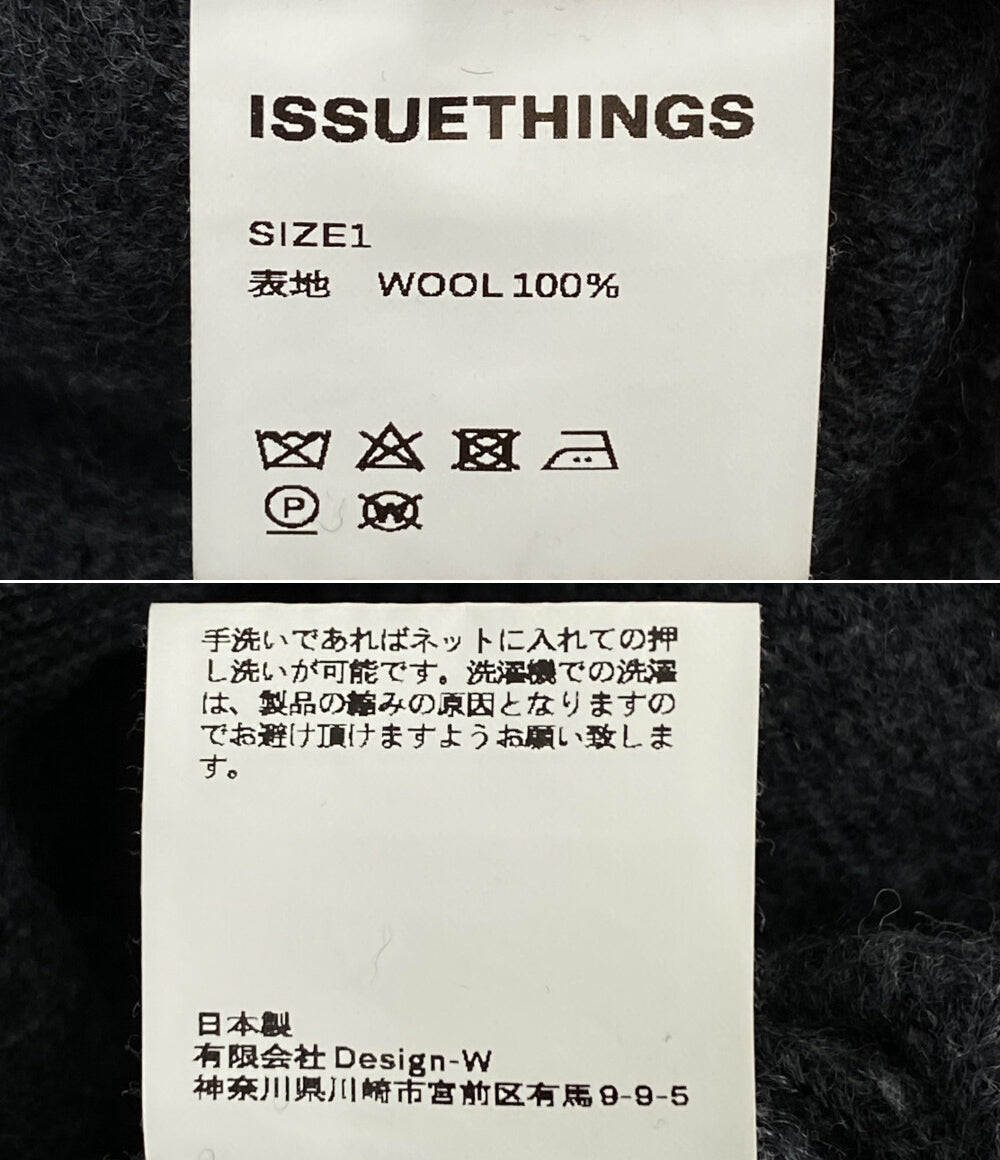 ISSUETHINGS
SIZE1
表地 WOOL 100%
P
W
手洗いであればネットに入れての押
し洗いが可能です。洗濯機での洗濯
は、製品の縮みの原因となりますの
でお避け頂けますようお願い致しま
す。
日本製
有限会社 Design-W
神奈川県川崎市宮前区有馬9-9-5